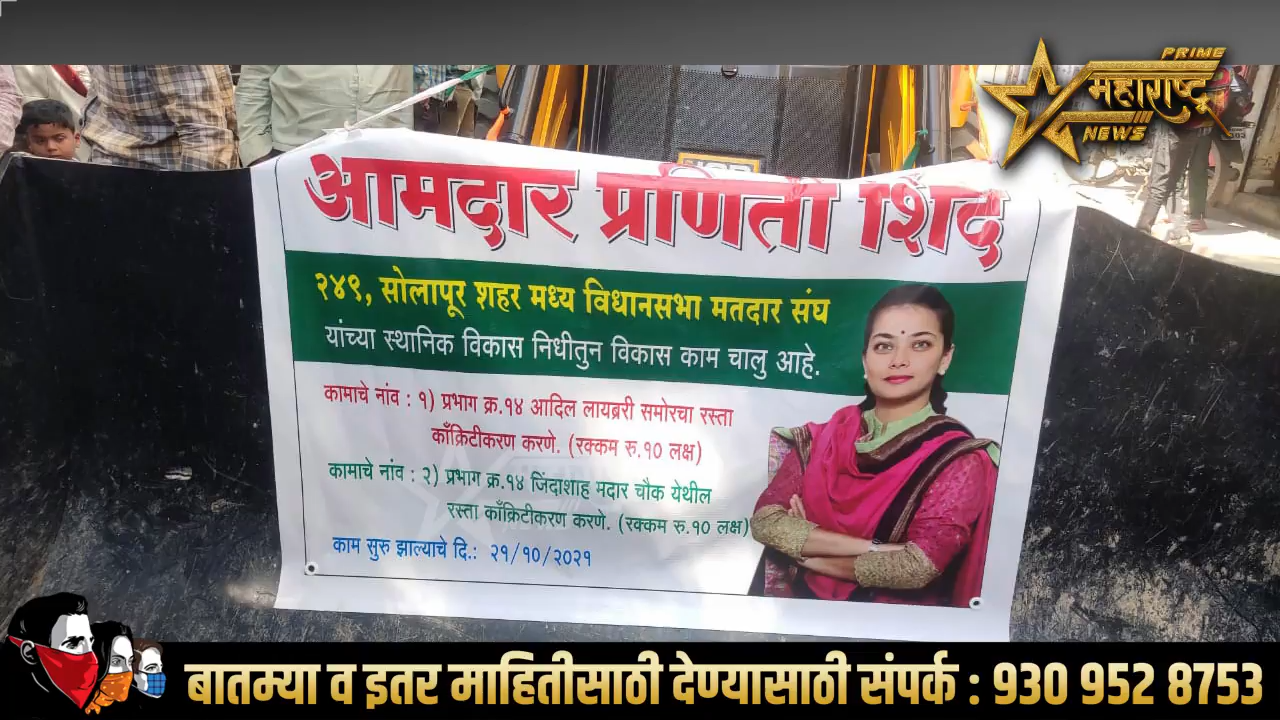 PRIME
महाराष्ट्र
NEWS
आमदार प्रणिती शिंदे
२४९, सोलापूर शहर मध्य विधानसभा मतदार संघ
यांच्या स्थानिक विकास निधीतुन विकास काम चालु आहे.
कामाचे नांव : १) प्रभाग क्र.१४ आदिल लायब्ररी समोरचा रस्ता
काँक्रिटीकरण करणे. (रक्कम रु.१० लक्ष)
कामाचे नांव : २) प्रभाग क्र.१४ जिंदाशाह मदार चौक येथील
रस्ता काँक्रिटीकरण करणे. (रक्कम रु.१० लक्ष)
काम सुरु झाल्याचे दि.: २१/१०/२०२१
बातम्या व इतर माहितीसाठी देण्यासाठी संपर्क : 930 952 8753